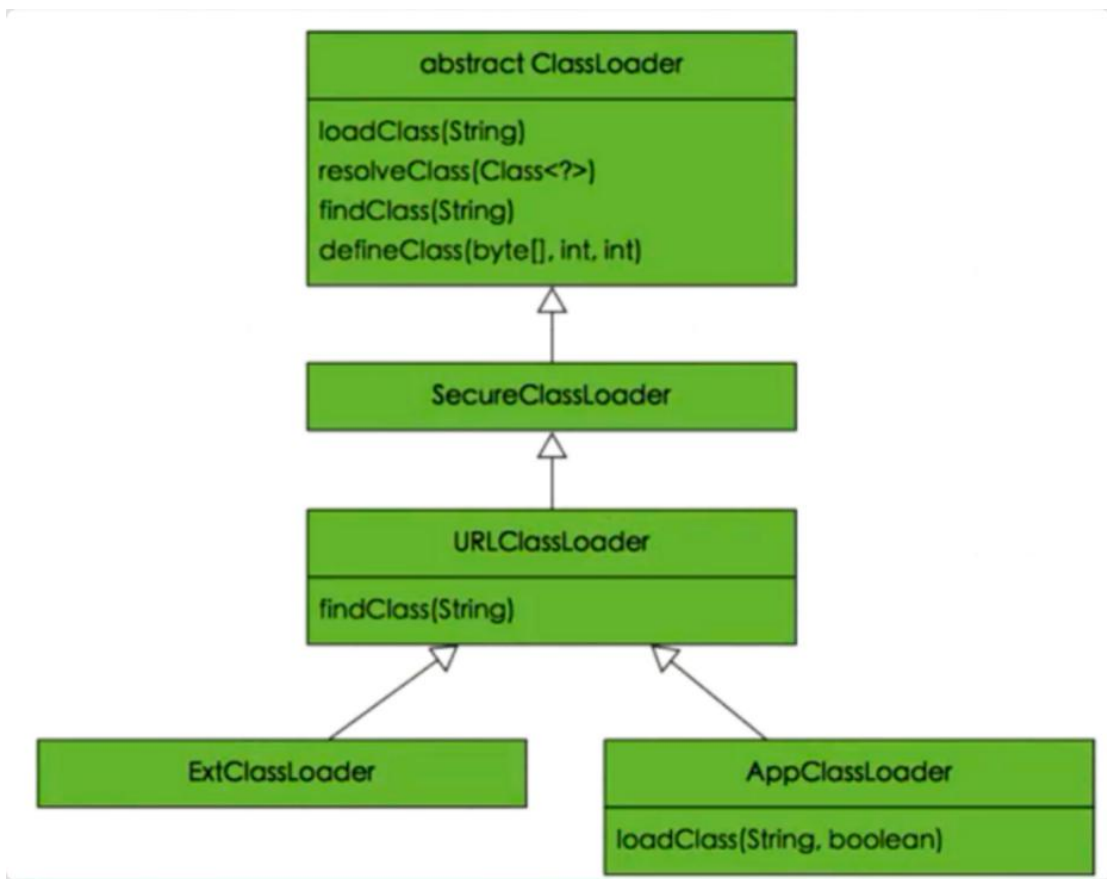 abstract ClassLoader
loadClass(String)
resolveClass(Class<?>)
findClass(String)
defineClass(byte[], int, int)
SecureClassLoader
URLClassLoader
findClass(String)
ExtClassLoader
AppClassLoader
loadClass(String, boolean)